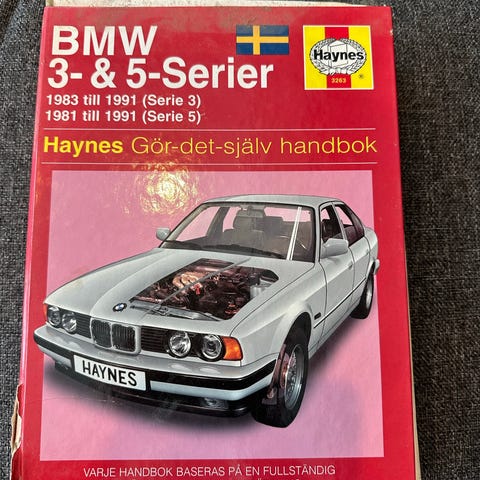 BMW
3- & 5-Serier
1983 till 1991 (Serie 3)
1981 till 1991 (Serie 5)
Haynes
3263
®
Haynes Gör-det-själv handbok
HAYNES
VARJE HANDBOK BASERAS PÅ EN FULLSTÄNDIG